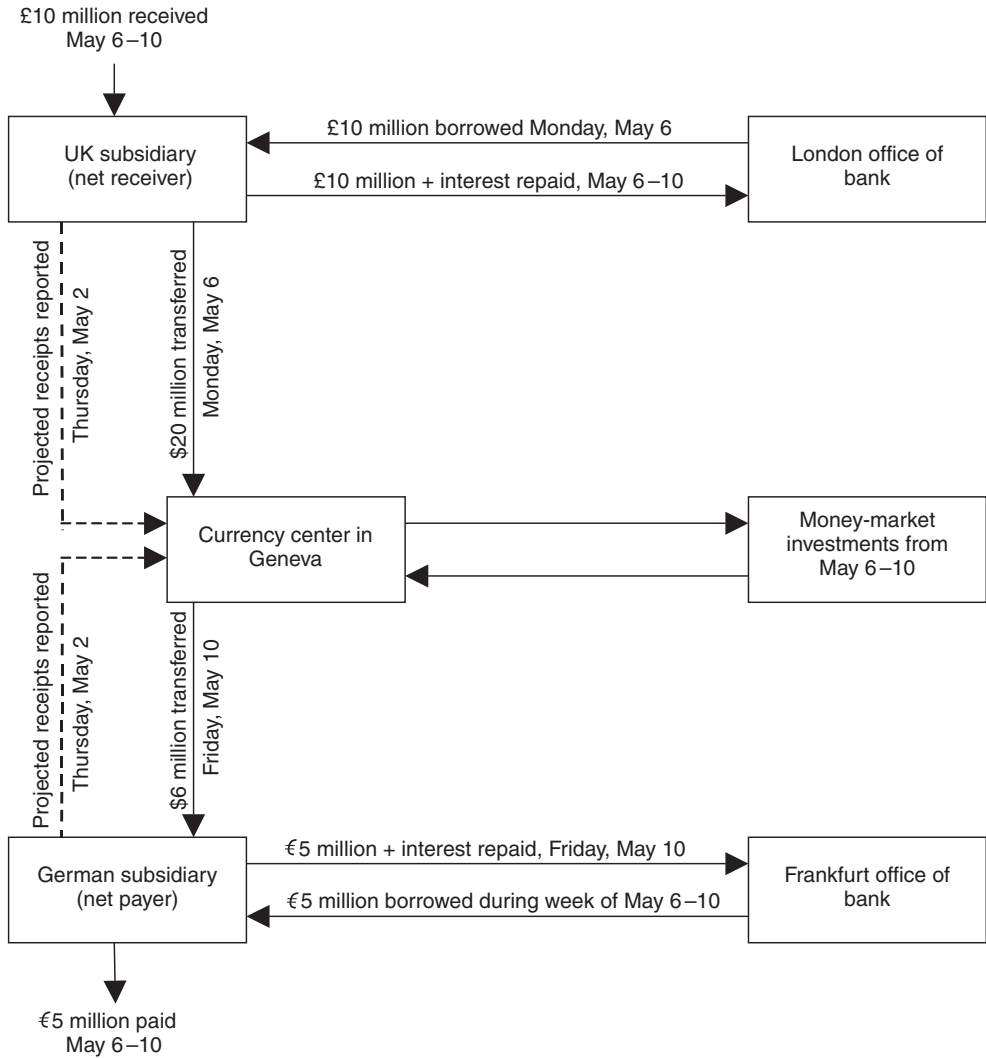 £10 million received
May 6–10
UK subsidiary
(net receiver)
£10 million borrowed Monday, May 6
£10 million + interest repaid, May 6–10
London office of
bank
Projected receipts reported
Thursday, May 2
$20 million transferred
Monday, May 6
Currency center in
Geneva
Money-market
investments from
May 6–10
Projected receipts reported
Thursday, May 2
$6 million transferred
Friday, May 10
German subsidiary
(net payer)
€5 million + interest repaid, Friday, May 10
€5 million borrowed during week of May 6–10
Frankfurt office of
bank
€5 million paid
May 6–10